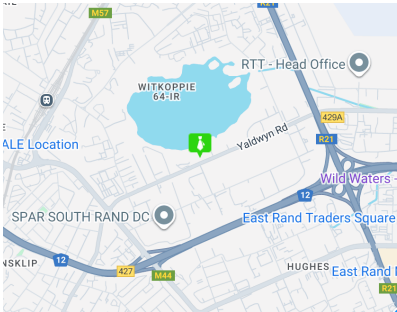 R21
M57
RTT - Head Office
WITKOPPIE
64-IR
429A
Yaldwyn Rd
R21
ALE Location
Wild Waters -
12
SPAR SOUTH RAND DC
East Rand Traders Square
12
NSKLIP
427
M44
HUGHES
East Rand M
R21